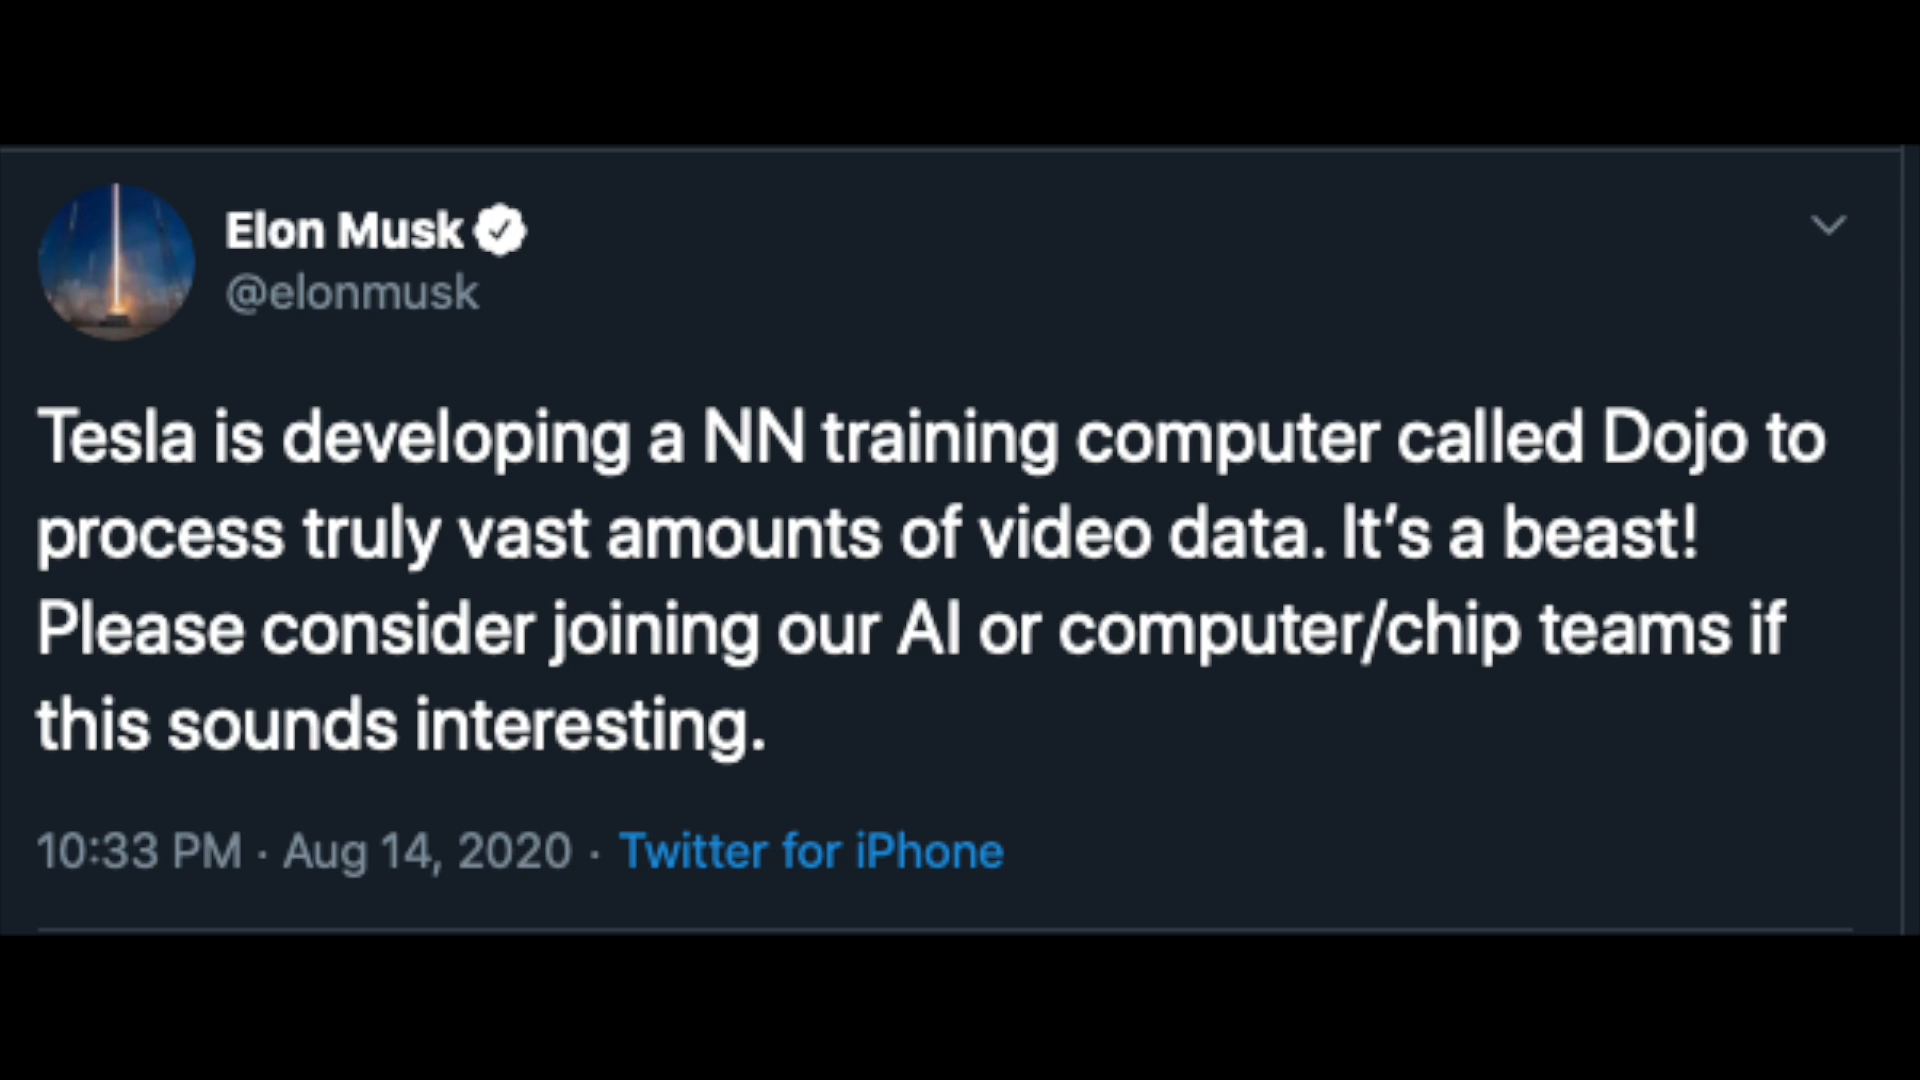 Elon Musk
@elonmusk
Tesla is developing a NN training computer called Dojo to
process truly vast amounts of video data. It’s a beast!
Please consider joining our AI or computer/chip teams if
this sounds interesting.
10:33 PM · Aug 14, 2020 · Twitter for iPhone